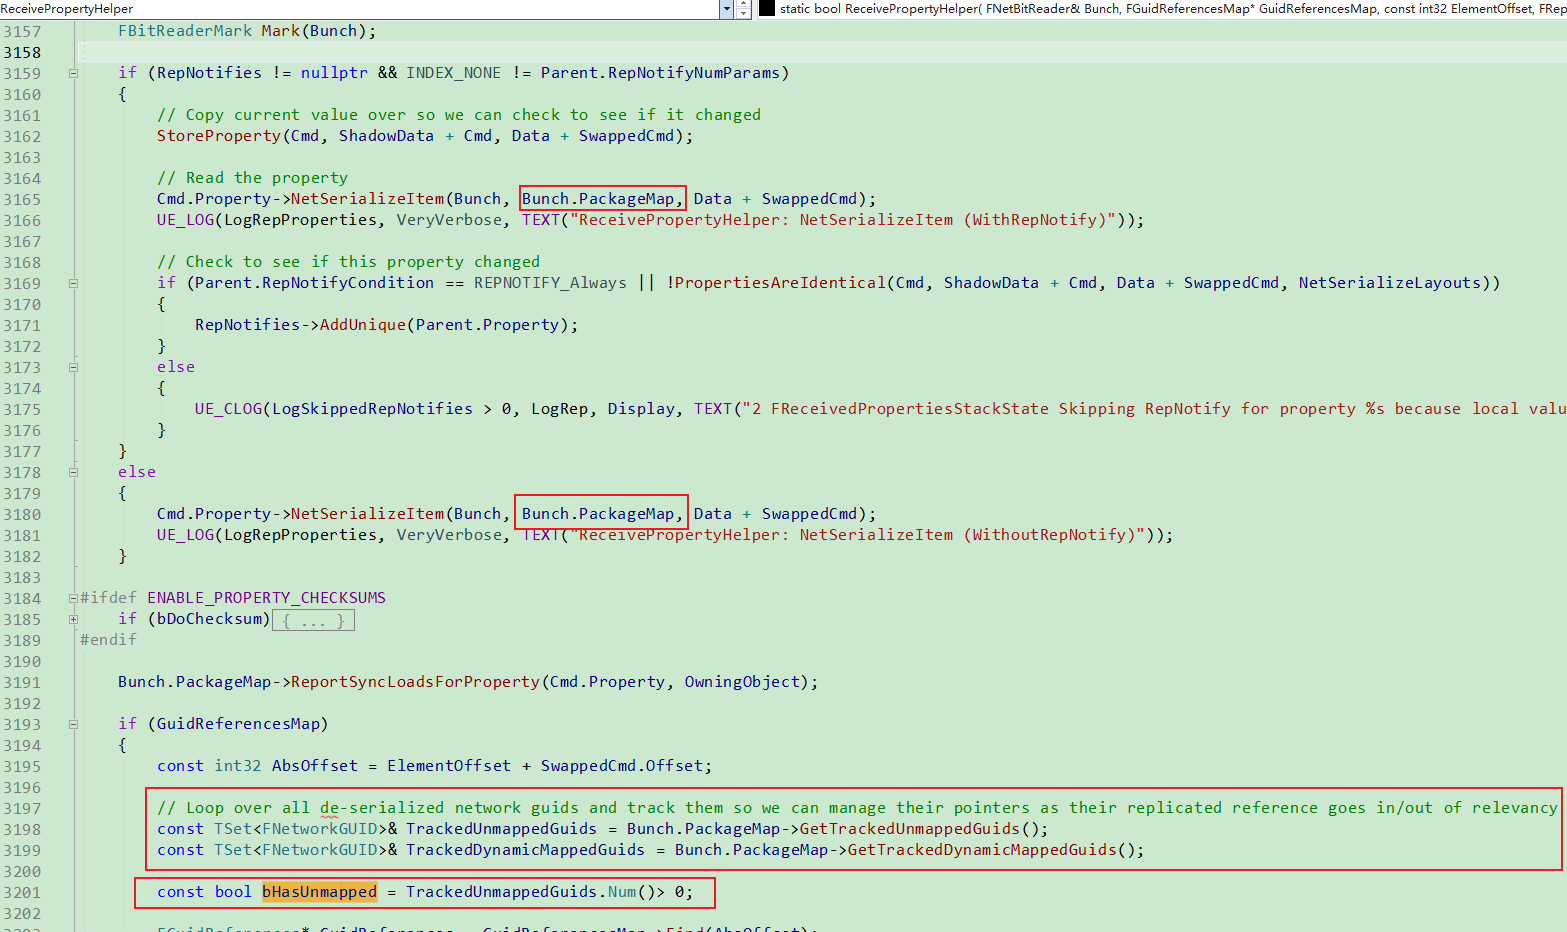 ReceivePropertyHelper
static bool ReceivePropertyHelper( FNetBitReader& Bunch, FGuidReferencesMap* GuidReferencesMap, const int32 ElementOffset, FRep
3157 FBitReaderMark Mark(Bunch);
3158
3159 if (RepNotifies != nullptr && INDEX_NONE != Parent.RepNotifyNumParams)
3160 {
3161 // Copy current value over so we can check to see if it changed
3162 StoreProperty(Cmd, ShadowData + Cmd, Data + SwappedCmd);
3163
3164 // Read the property
3165 Cmd.Property->NetSerializeItem(Bunch, Bunch.PackageMap, Data + SwappedCmd);
3166 UE_LOG(LogRepProperties, VeryVerbose, TEXT("ReceivePropertyHelper: NetSerializeItem (WithRepNotify)"));
3167
3168 // Check to see if this property changed
3169 if (Parent.RepNotifyCondition == REPNOTIFY_Always || !PropertiesAreIdentical(Cmd, ShadowData + Cmd, Data + SwappedCmd, NetSerializeLayouts))
3170 {
3171 RepNotifies->AddUnique(Parent.Property);
3172 }
3173 else
3174 {
3175 UE_CLOG(LogSkippedRepNotifies > 0, LogRep, Display, TEXT("2 FReceivedPropertiesStackState Skipping RepNotify for property %s because local valu
3176 }
3177 }
3178 else
3179 {
3180 Cmd.Property->NetSerializeItem(Bunch, Bunch.PackageMap, Data + SwappedCmd);
3181 UE_LOG(LogRepProperties, VeryVerbose, TEXT("ReceivePropertyHelper: NetSerializeItem (WithoutRepNotify)"));
3182 }
3183
3184 #ifdef ENABLE_PROPERTY_CHECKSUMS
3185 if (bDoChecksum) { ... }
3189 #endif
3190
3191 Bunch.PackageMap->ReportSyncLoadsForProperty(Cmd.Property, OwningObject);
3192
3193 if (GuidReferencesMap)
3194 {
3195 const int32 AbsOffset = ElementOffset + SwappedCmd.Offset;
3196
3197 // Loop over all de-serialized network guids and track them so we can manage their pointers as their replicated reference goes in/out of relevancy
3198 const TSet<FNetworkGUID>& TrackedUnmappedGuids = Bunch.PackageMap->GetTrackedUnmappedGuids();
3199 const TSet<FNetworkGUID>& TrackedDynamicMappedGuids = Bunch.PackageMap->GetTrackedDynamicMappedGuids();
3200
3201 const bool bHasUnmapped = TrackedUnmappedGuids.Num()> 0;
3202